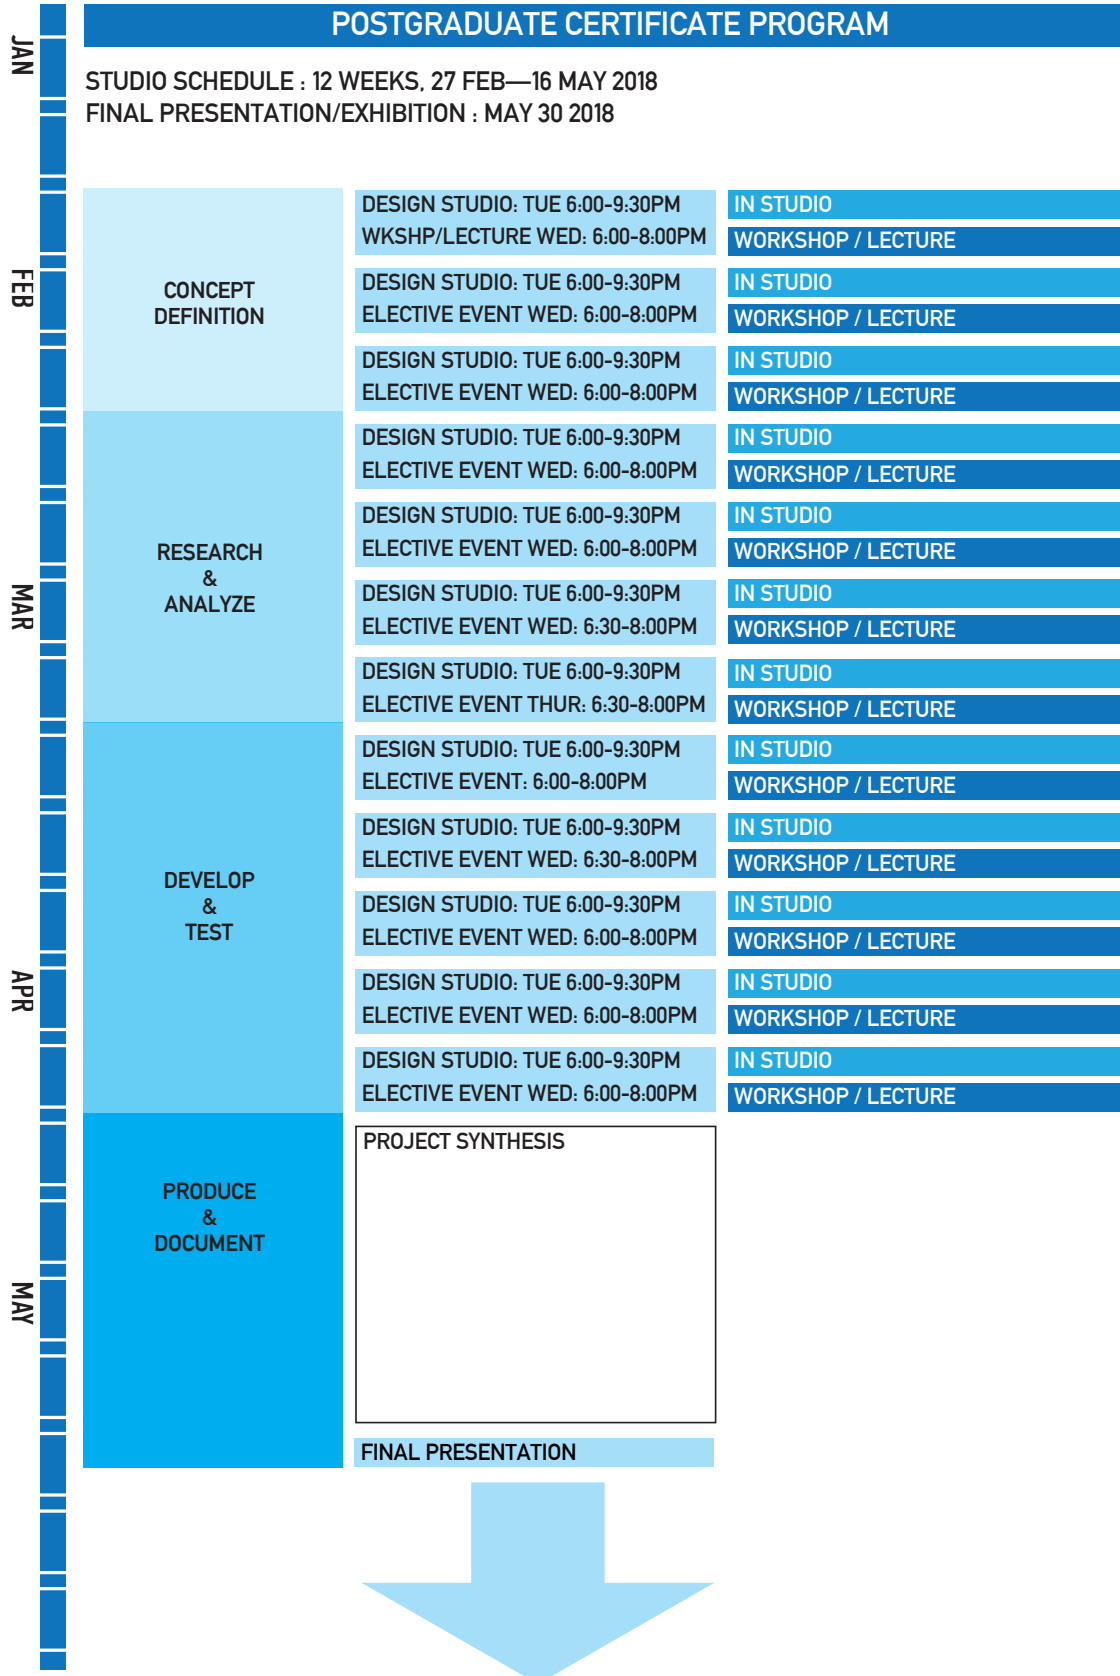 POSTGRADUATE CERTIFICATE PROGRAM
STUDIO SCHEDULE : 12 WEEKS, 27 FEB—16 MAY 2018
FINAL PRESENTATION/EXHIBITION : MAY 30 2018
JAN
FEB
MAR
APR
MAY
CONCEPT
DEFINITION
DESIGN STUDIO: TUE 6:00-9:30PM
IN STUDIO
WKSHP/LECTURE WED: 6:00-8:00PM
WORKSHOP / LECTURE
DESIGN STUDIO: TUE 6:00-9:30PM
IN STUDIO
ELECTIVE EVENT WED: 6:00-8:00PM
WORKSHOP / LECTURE
DESIGN STUDIO: TUE 6:00-9:30PM
IN STUDIO
ELECTIVE EVENT WED: 6:00-8:00PM
WORKSHOP / LECTURE
RESEARCH
&
ANALYZE
DESIGN STUDIO: TUE 6:00-9:30PM
IN STUDIO
ELECTIVE EVENT WED: 6:00-8:00PM
WORKSHOP / LECTURE
DESIGN STUDIO: TUE 6:00-9:30PM
IN STUDIO
ELECTIVE EVENT WED: 6:00-8:00PM
WORKSHOP / LECTURE
DESIGN STUDIO: TUE 6:00-9:30PM
IN STUDIO
ELECTIVE EVENT WED: 6:30-8:00PM
WORKSHOP / LECTURE
DESIGN STUDIO: TUE 6:00-9:30PM
IN STUDIO
ELECTIVE EVENT THUR: 6:30-8:00PM
WORKSHOP / LECTURE
DEVELOP
&
TEST
DESIGN STUDIO: TUE 6:00-9:30PM
IN STUDIO
ELECTIVE EVENT: 6:00-8:00PM
WORKSHOP / LECTURE
DESIGN STUDIO: TUE 6:00-9:30PM
IN STUDIO
ELECTIVE EVENT WED: 6:30-8:00PM
WORKSHOP / LECTURE
DESIGN STUDIO: TUE 6:00-9:30PM
IN STUDIO
ELECTIVE EVENT WED: 6:00-8:00PM
WORKSHOP / LECTURE
DESIGN STUDIO: TUE 6:00-9:30PM
IN STUDIO
ELECTIVE EVENT WED: 6:00-8:00PM
WORKSHOP / LECTURE
DESIGN STUDIO: TUE 6:00-9:30PM
IN STUDIO
ELECTIVE EVENT WED: 6:00-8:00PM
WORKSHOP / LECTURE
PRODUCE
&
DOCUMENT
PROJECT SYNTHESIS
FINAL PRESENTATION